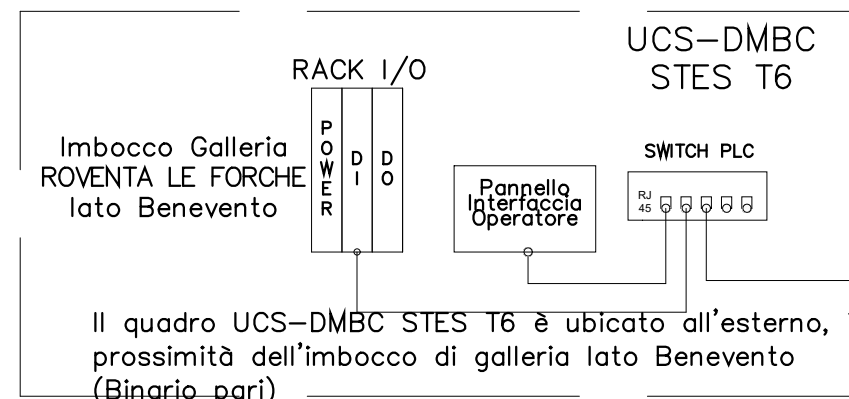 UCS-DMBC
STES T6
RACK I/O
Imbocco Galleria
ROVENTA LE FORCHE
lato Benevento
POWER
DI
DO
Pannello
Interfaccia
Operatore
SWITCH PLC
RJ
45
Il quadro UCS-DMBC STES T6 è ubicato all'esterno,
prossimità dell'imbocco di galleria lato Benevento
(Binario pari)